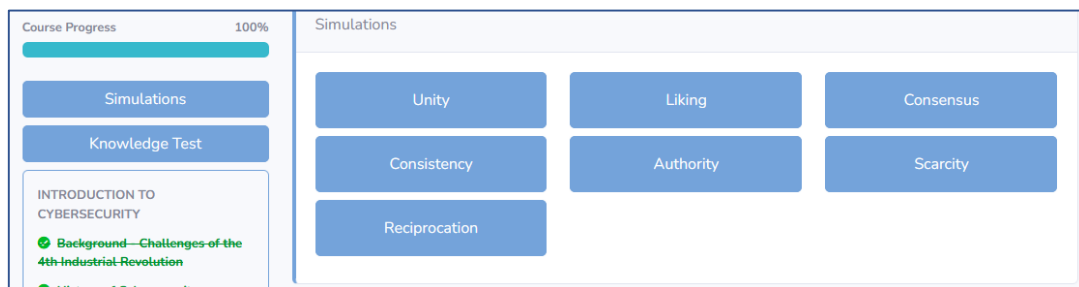 Course Progress 100%
Simulations
Knowledge Test
INTRODUCTION TO
CYBERSECURITY
Background - Challenges of the
4th Industrial Revolution
Simulations
Unity Liking Consensus
Consistency Authority Scarcity
Reciprocation